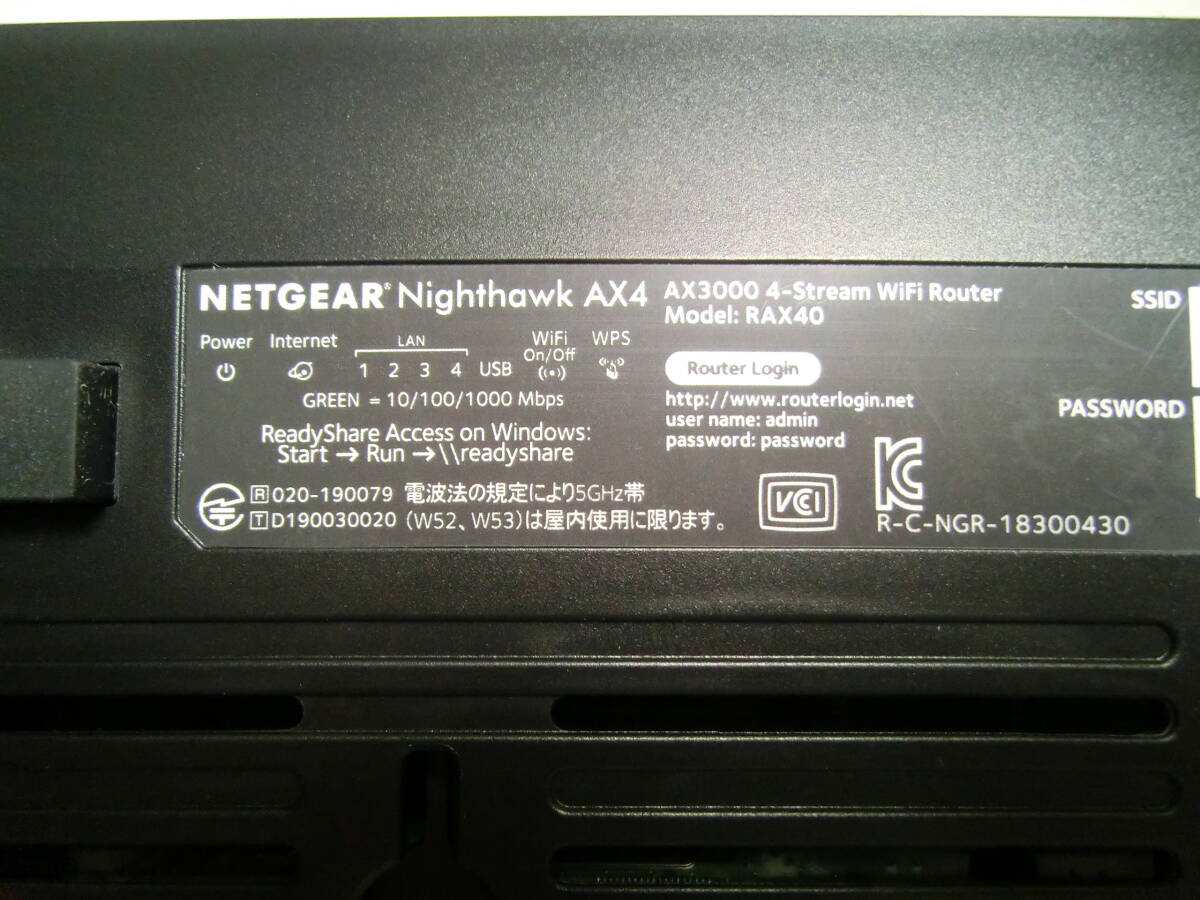 NETGEAR® Nighthawk AX4
AX3000 4-Stream WiFi Router
Model: RAX40
SSID
Power Internet LAN WiFi WPS
On/Off
1 2 3 4 USB
GREEN = 10/100/1000 Mbps
ReadyShare Access on Windows:
Start → Run → \\readyshare
Router Login
http://www.routerlogin.net
user name: admin
password: password
PASSWORD
R 020-190079 電波法の規定により5GHz帯
T D190030020 (W52、W53)は屋内使用に限ります。
VCI
KC
R-C-NGR-18300430